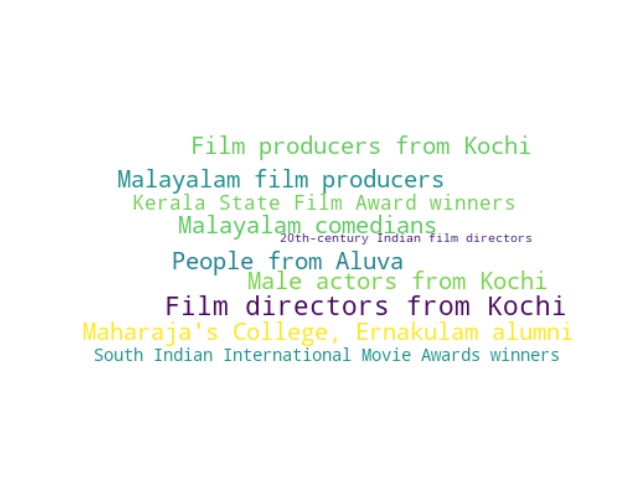 Film producers from Kochi
Malayalam film producers
Kerala State Film Award winners
Malayalam comedians
20th-century Indian film directors
People from Aluva
Male actors from Kochi
Film directors from Kochi
Maharaja's College, Ernakulam alumni
South Indian International Movie Awards winners